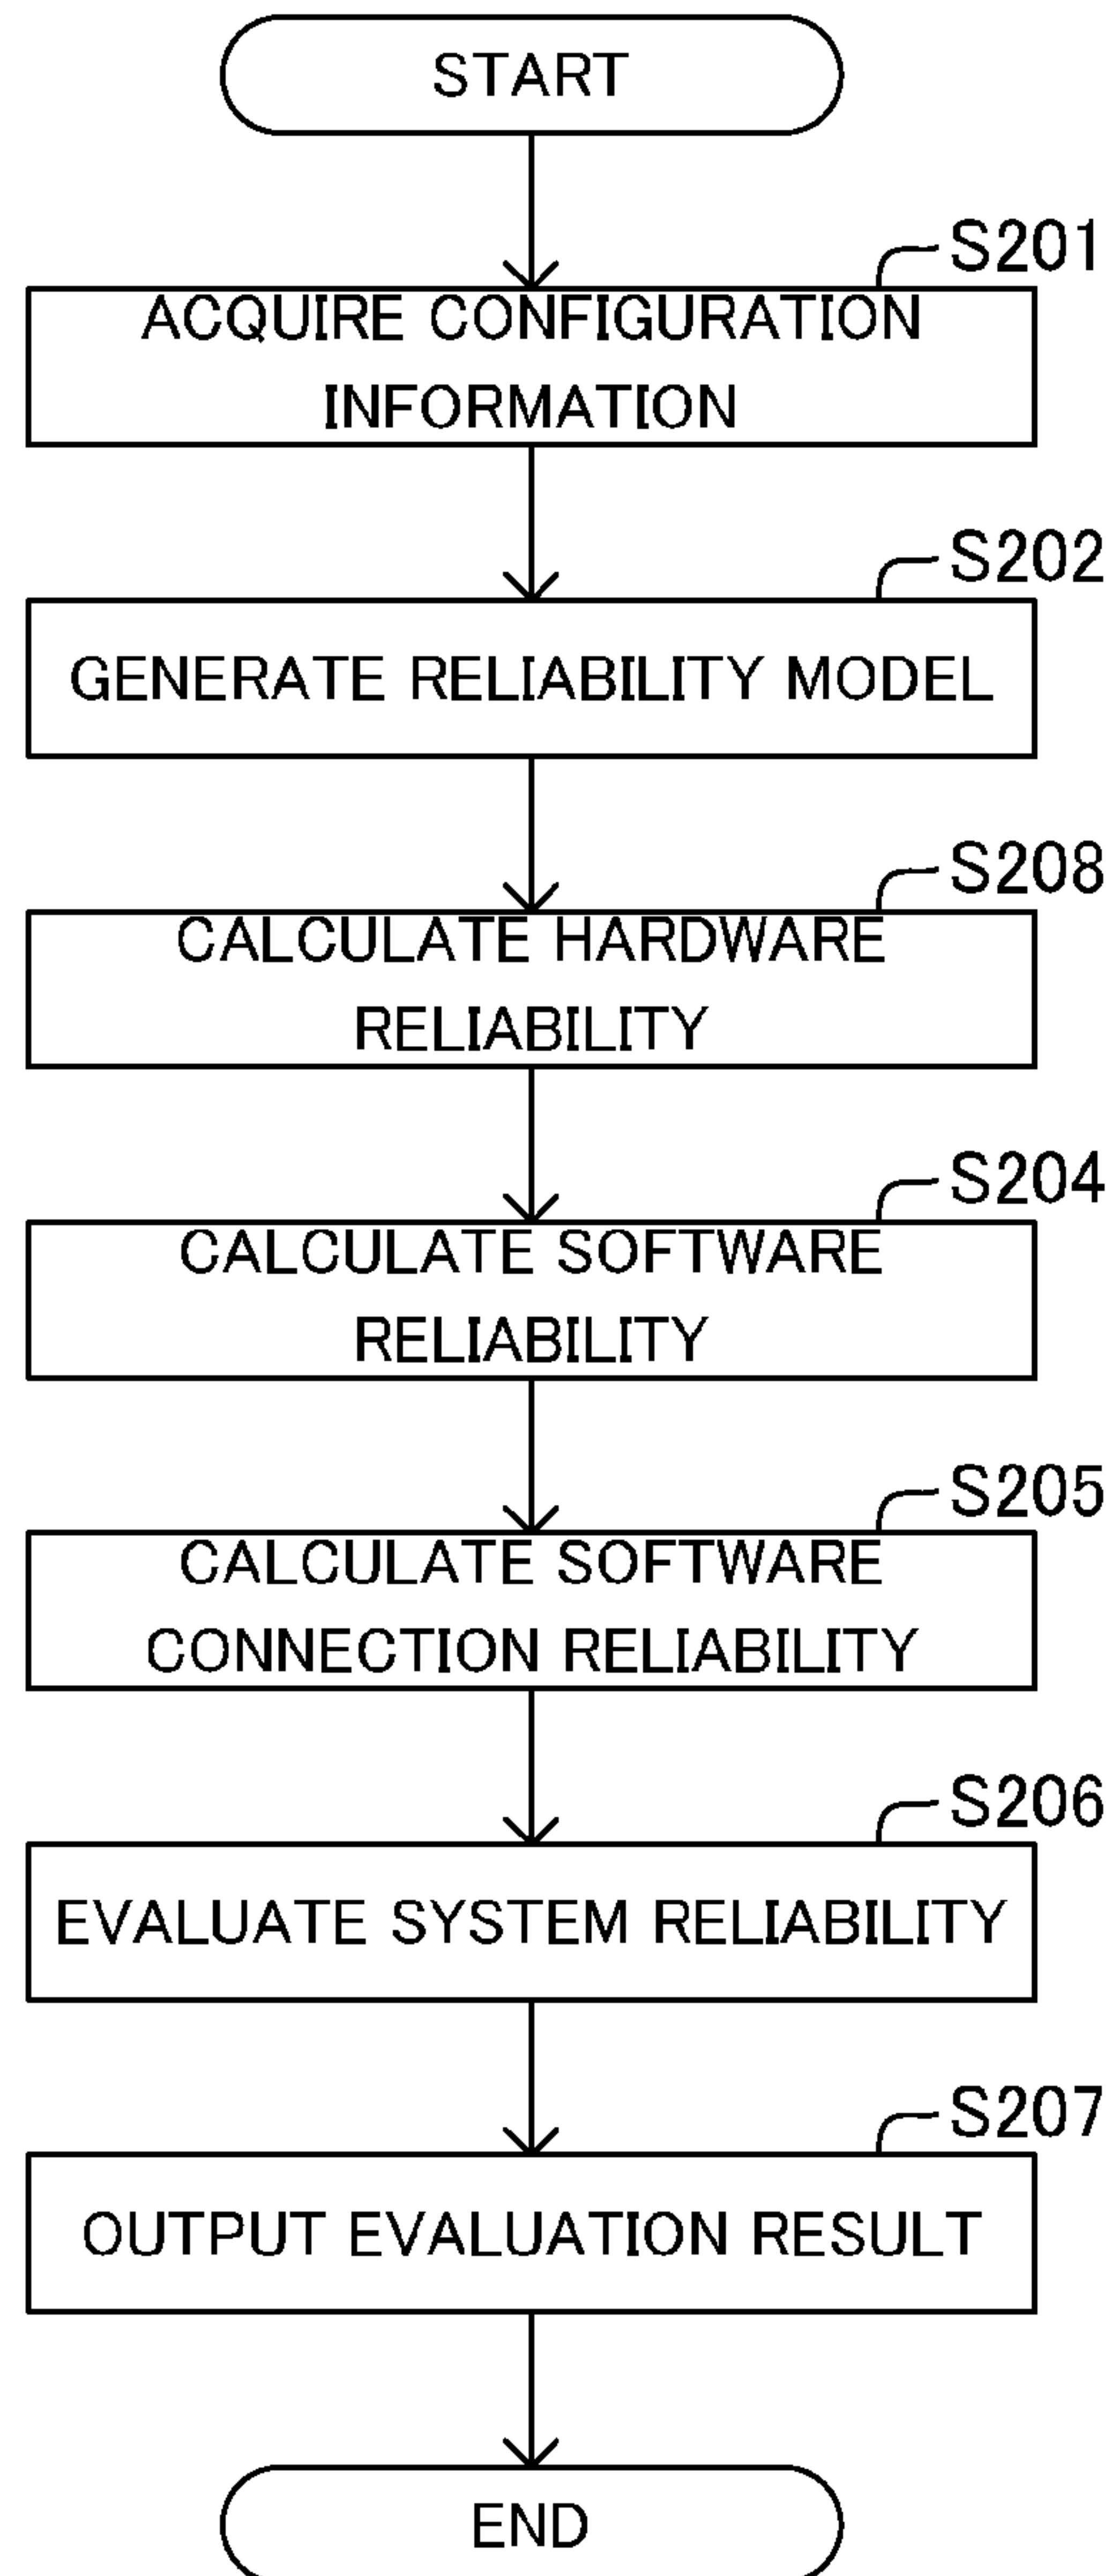 START
S201
ACQUIRE CONFIGURATION
INFORMATION
S202
GENERATE RELIABILITY MODEL
S208
CALCULATE HARDWARE
RELIABILITY
S204
CALCULATE SOFTWARE
RELIABILITY
S205
CALCULATE SOFTWARE
CONNECTION RELIABILITY
S206
EVALUATE SYSTEM RELIABILITY
S207
OUTPUT EVALUATION RESULT
END